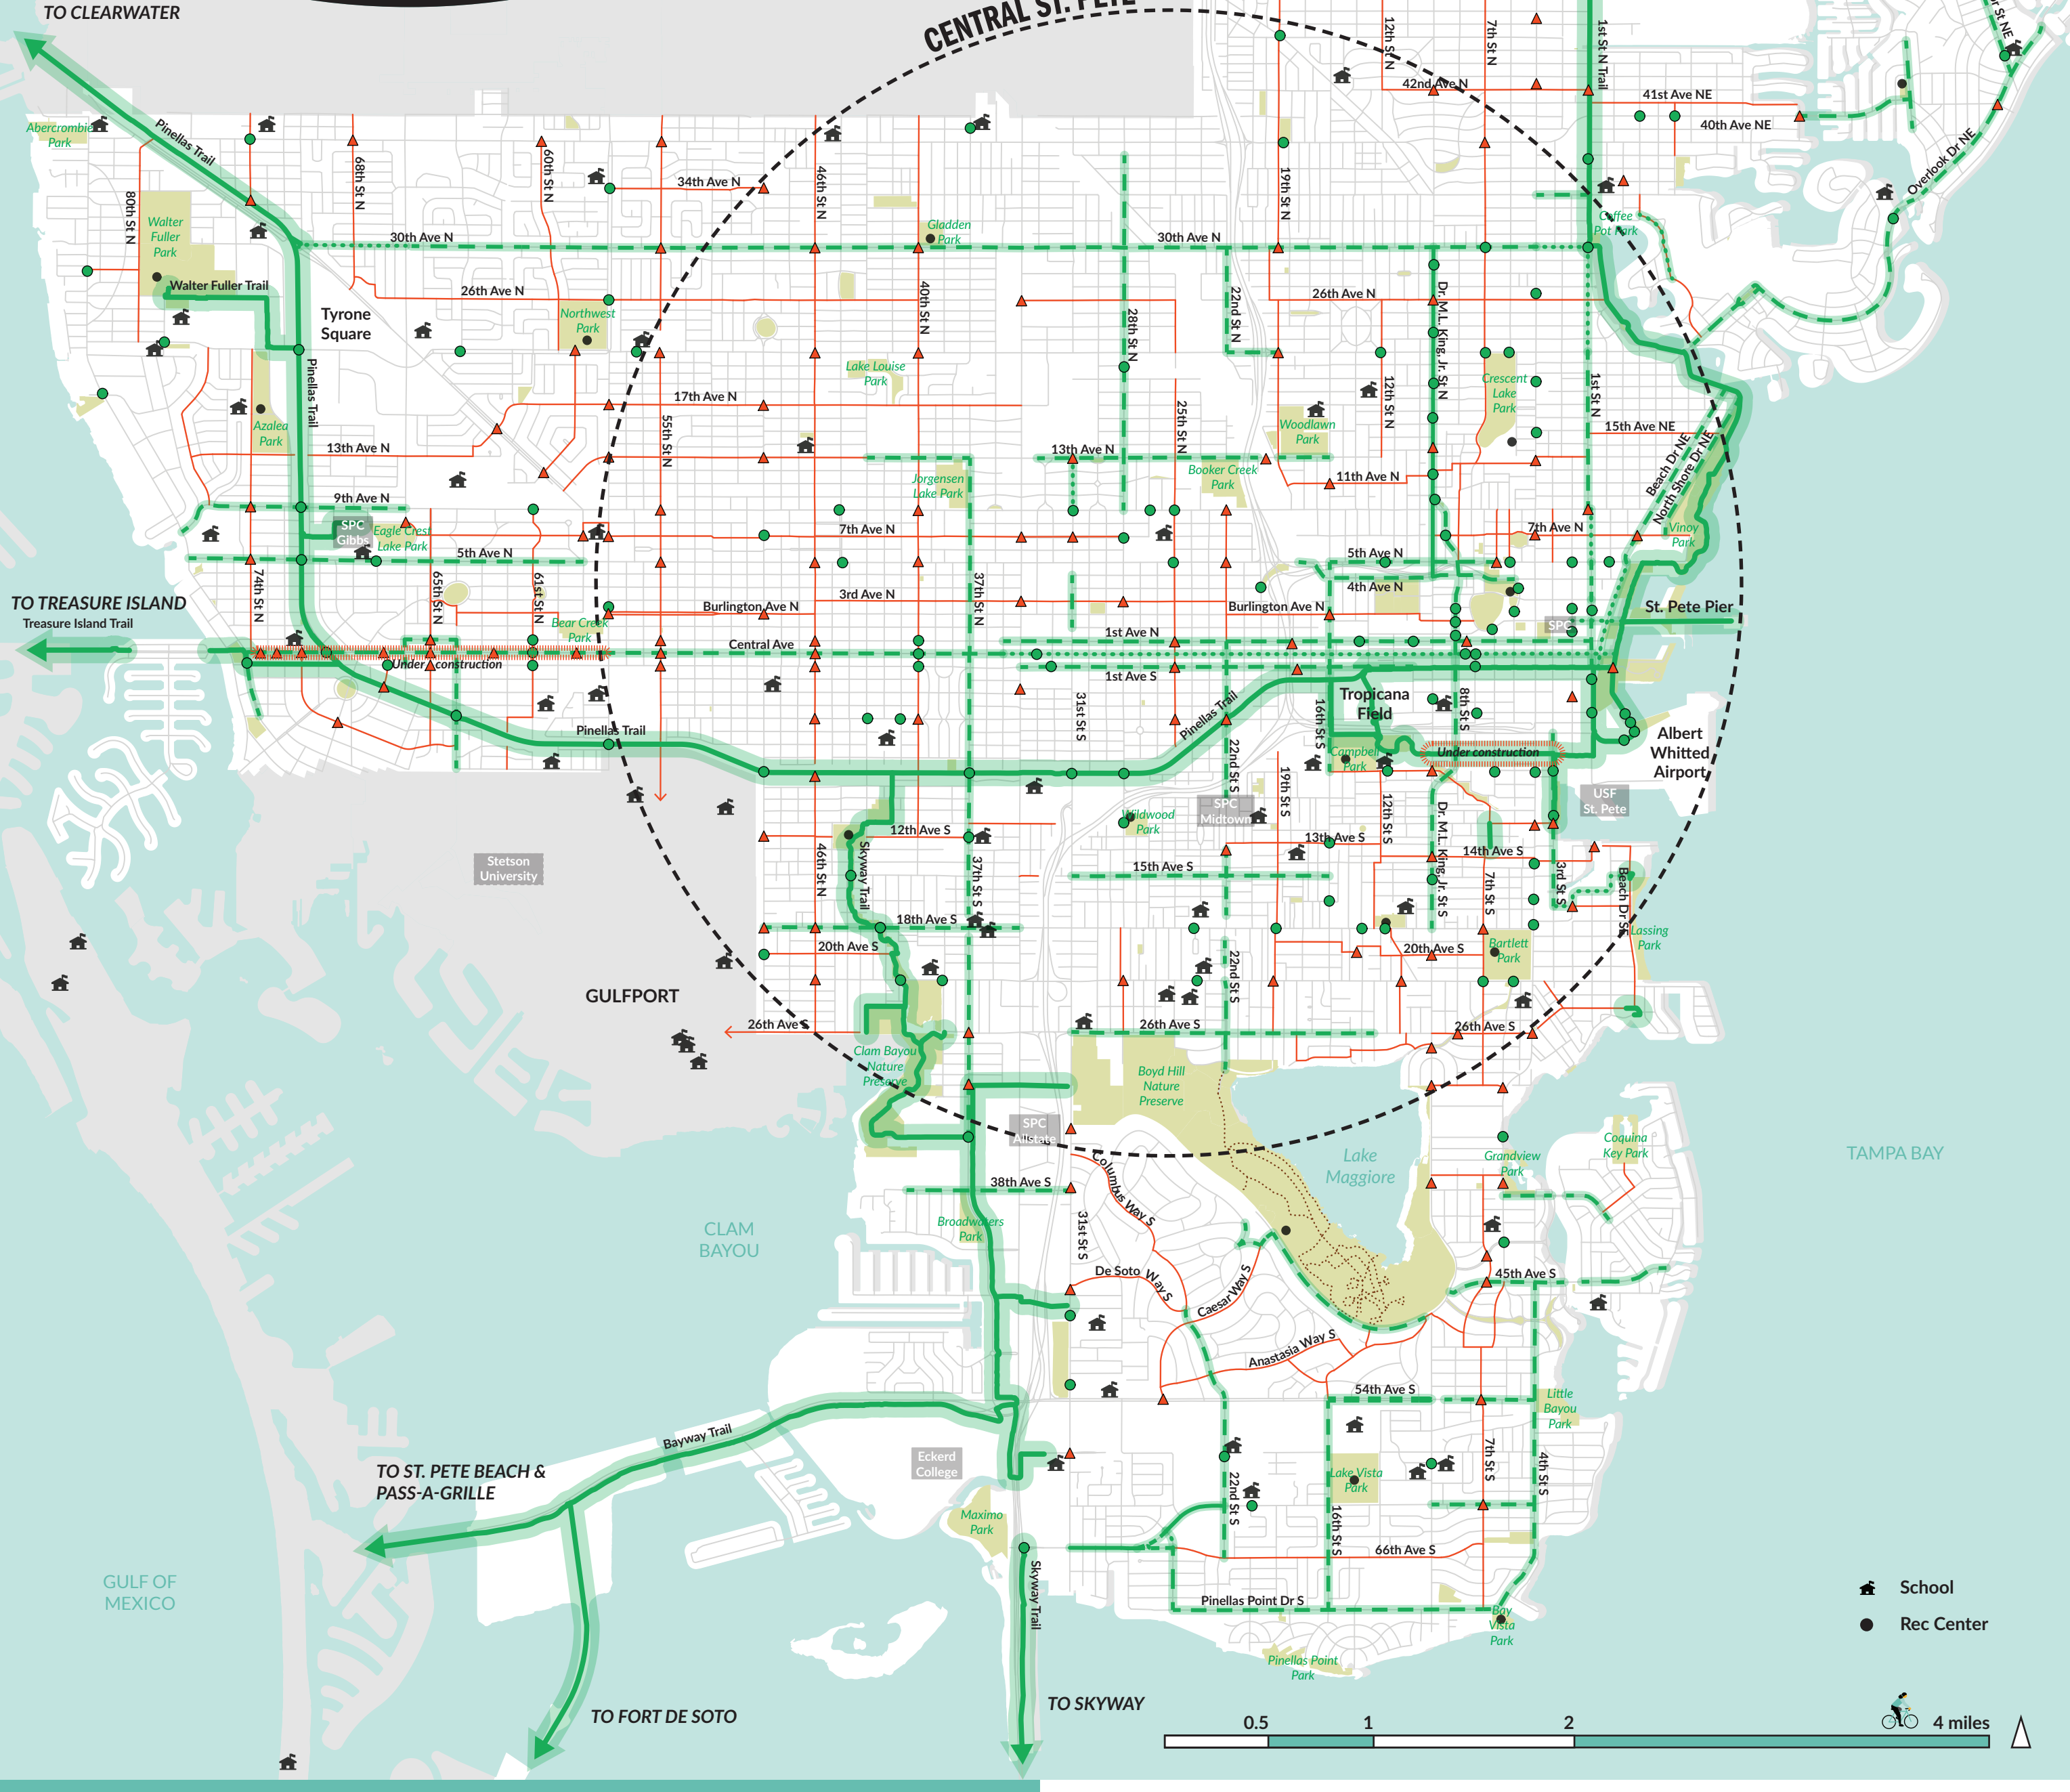 TO CLEARWATER
CENTRAL ST. PETE
12th St N
7th St N
1st St N Trail
or St NE
42nd Ave N
41st Ave NE
40th Ave NE
Abercrombie
Park
Pinellas Trail
68th St N
60th St N
34th Ave N
46th St N
19th St N
Overlook Dr NE
80th St N
Walter
Fuller
Park
Gladden
Park
Coffee
Pot Park
30th Ave N
30th Ave N
Walter Fuller Trail
26th Ave N
26th Ave N
40th St N
22nd St N
28th St N
Dr. M.L. King, Jr. St N
Tyrone
Square
Northwest
Park
Pinellas Trail
Lake Louise
Park
Crescent
Lake
Park
12th St N
1st St N
17th Ave N
55th St N
25th St N
Woodlawn
Park
15th Ave NE
Beach Dr NE
North Shore Dr NE
Azalea
Park
13th Ave N
13th Ave N
Booker Creek
Park
11th Ave N
Jorgensen
Lake Park
9th Ave N
SPC
Gibbs
Eagle Crest
Lake Park
7th Ave N
7th Ave N
Vinoy
Park
5th Ave N
5th Ave N
4th Ave N
74th St N
65th St N
61st St N
37th St N
TO TREASURE ISLAND
Treasure Island Trail
Burlington Ave N
3rd Ave N
Burlington Ave N
St. Pete Pier
Bear Creek
Park
SPC
Central Ave
1st Ave N
1st Ave S
Under construction
Pinellas Trail
Pinellas Trail
31st St S
Tropicana
Field
16th St S
8th St S
Albert
Whitted
Airport
Under construction
Campbell
Park
22nd St S
19th St S
12th St S
USF
St. Pete
SPC
Midtown
Wildwood
Park
Dr. M.L. King, Jr. St S
12th Ave S
13th Ave S
14th Ave S
Stetson
University
46th St N
Skyway Trail
37th St S
15th Ave S
7th St S
3rd St S
Beach Dr SE
18th Ave S
20th Ave S
20th Ave S
Bartlett
Park
Lassing
Park
22nd St S
GULFPORT
26th Ave S
26th Ave S
26th Ave S
Clam Bayou
Nature
Preserve
Boyd Hill
Nature
Preserve
SPC
Allstate
Lake
Maggiore
Grandview
Park
Coquina
Key Park
TAMPA BAY
38th Ave S
Columbus Way S
Broadwaters
Park
31st St S
CLAM
BAYOU
De Soto Way S
Caesar Way S
45th Ave S
Anastasia Way S
54th Ave S
Little
Bayou
Park
Bayway Trail
Eckerd
College
TO ST. PETE BEACH &
PASS-A-GRILLE
Lake Vista
Park
7th St S
4th St S
22nd St S
16th St S
Maximo
Park
66th Ave S
Skyway Trail
GULF OF
MEXICO
Pinellas Point Dr S
Bay
Vista
Park
School
Rec Center
Pinellas Point
Park
TO FORT DE SOTO
TO SKYWAY
0.5
1
2
4 miles